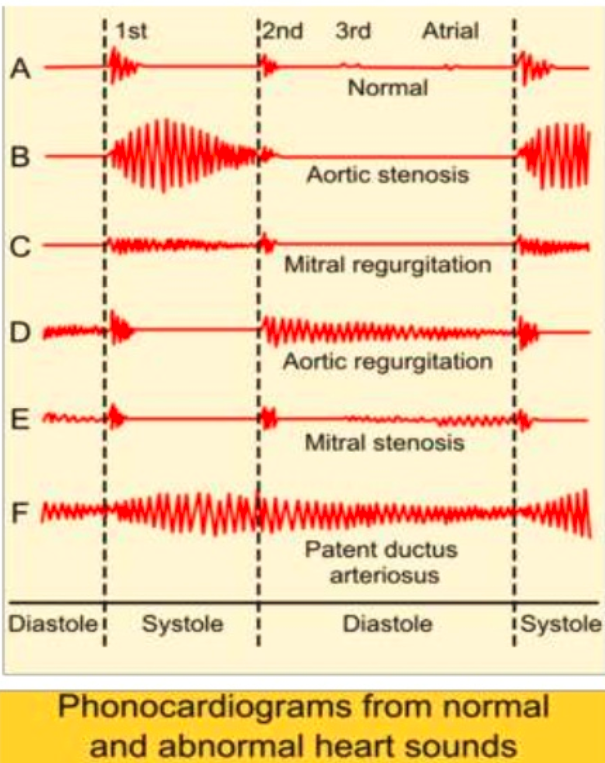 1st 2nd 3rd Atrial
A
Normal
B
Aortic stenosis
C
Mitral regurgitation
D
Aortic regurgitation
E
Mitral stenosis
F
Patent ductus
arteriosus
Diastole Systole Diastole Systole
Phonocardiograms from normal
and abnormal heart sounds